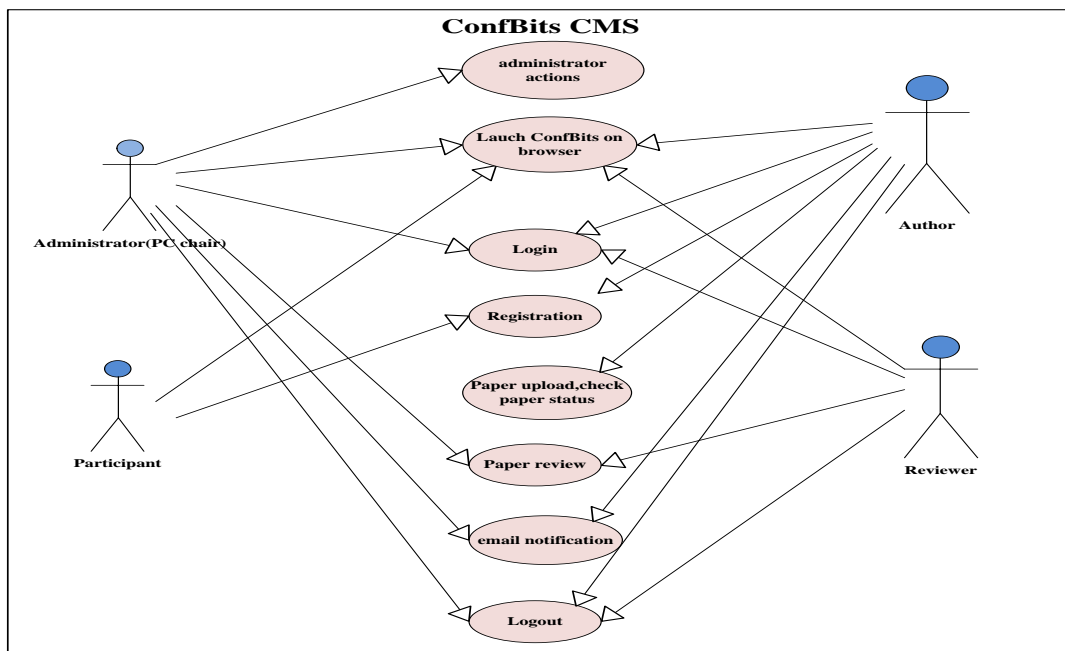 ConfBits CMS
administrator
actions
Lauch ConfBits on
browser
Administrator(PC chair)
Author
Login
Registration
Paper upload,check
paper status
Participant
Paper review
Reviewer
email notification
Logout